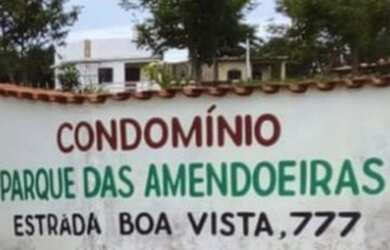 CONDOMÍNIO
PARQUE DAS AMENDOEIRAS
ESTRADA BOA VISTA, 777